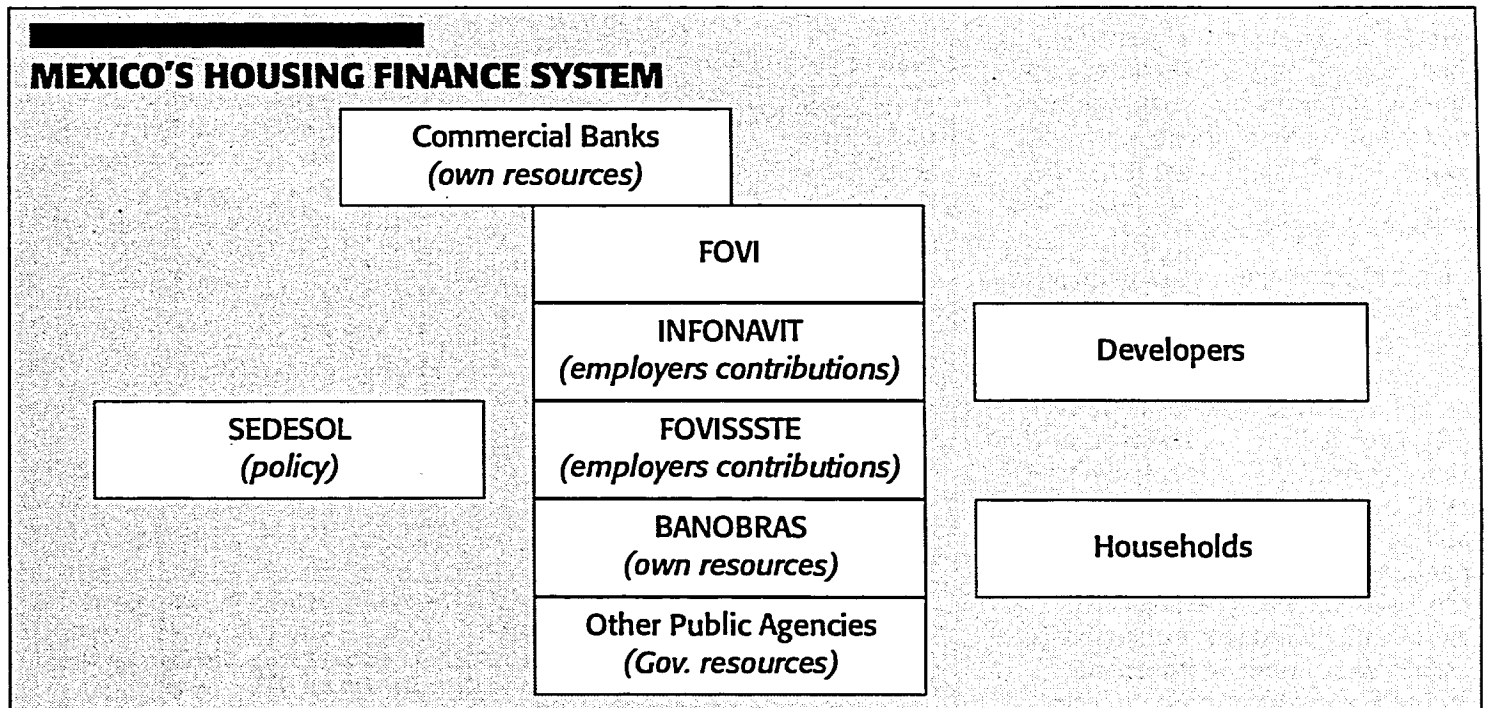 MEXICO'S HOUSING FINANCE SYSTEM
Commercial Banks
(own resources)
FOVI
INFONAVIT
(employers contributions)
Developers
SEDESOL
(policy)
FOVISSSTE
(employers contributions)
BANOBRAS
(own resources)
Households
Other Public Agencies
(Gov. resources)